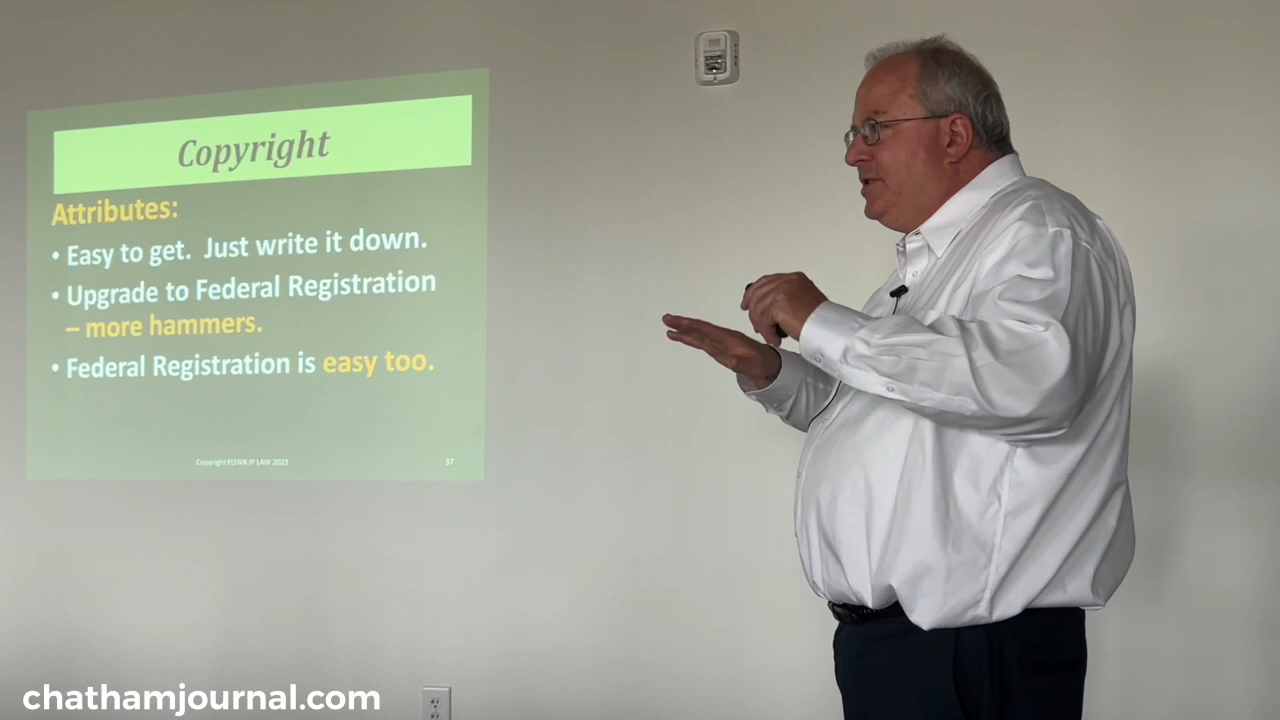 Copyright
Attributes:
• Easy to get. Just write it down.
• Upgrade to Federal Registration
– more hammers.
• Federal Registration is easy too.
Copyright FLYNN IP LAW 2023
37
chathamjournal.com